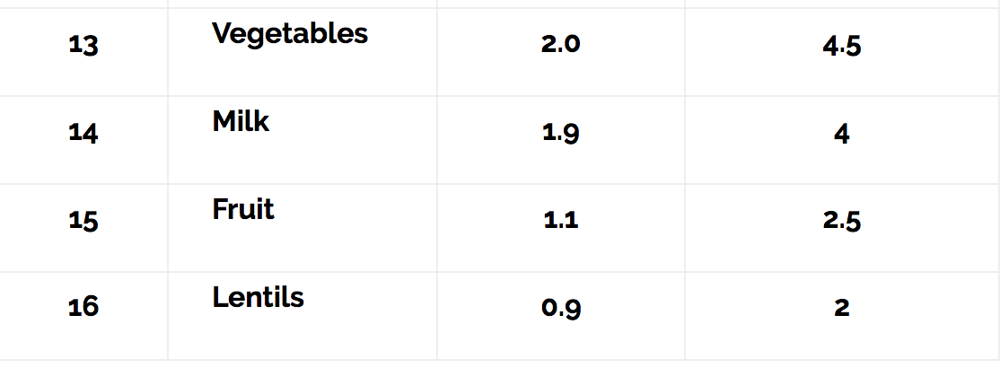 13 Vegetables 2.0 4.5
14 Milk 1.9 4
15 Fruit 1.1 2.5
16 Lentils 0.9 2